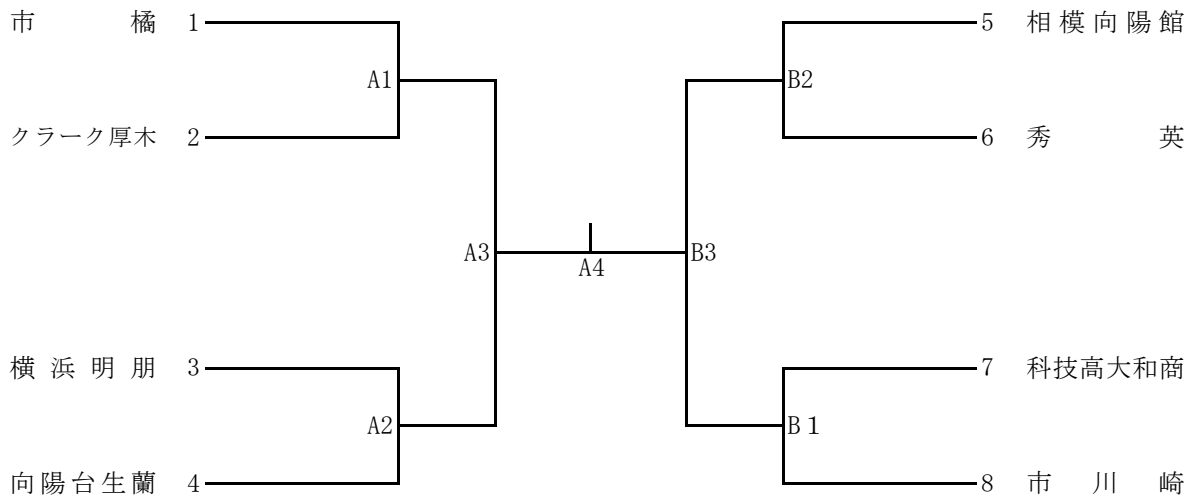 市橘 1
5 相模向陽館
A1
B2
クラーク厚木 2
6 秀英
A3
B3
A4
横浜明朋 3
7 科技高大和商
A2
B１
向陽台生蘭 4
8 市川崎